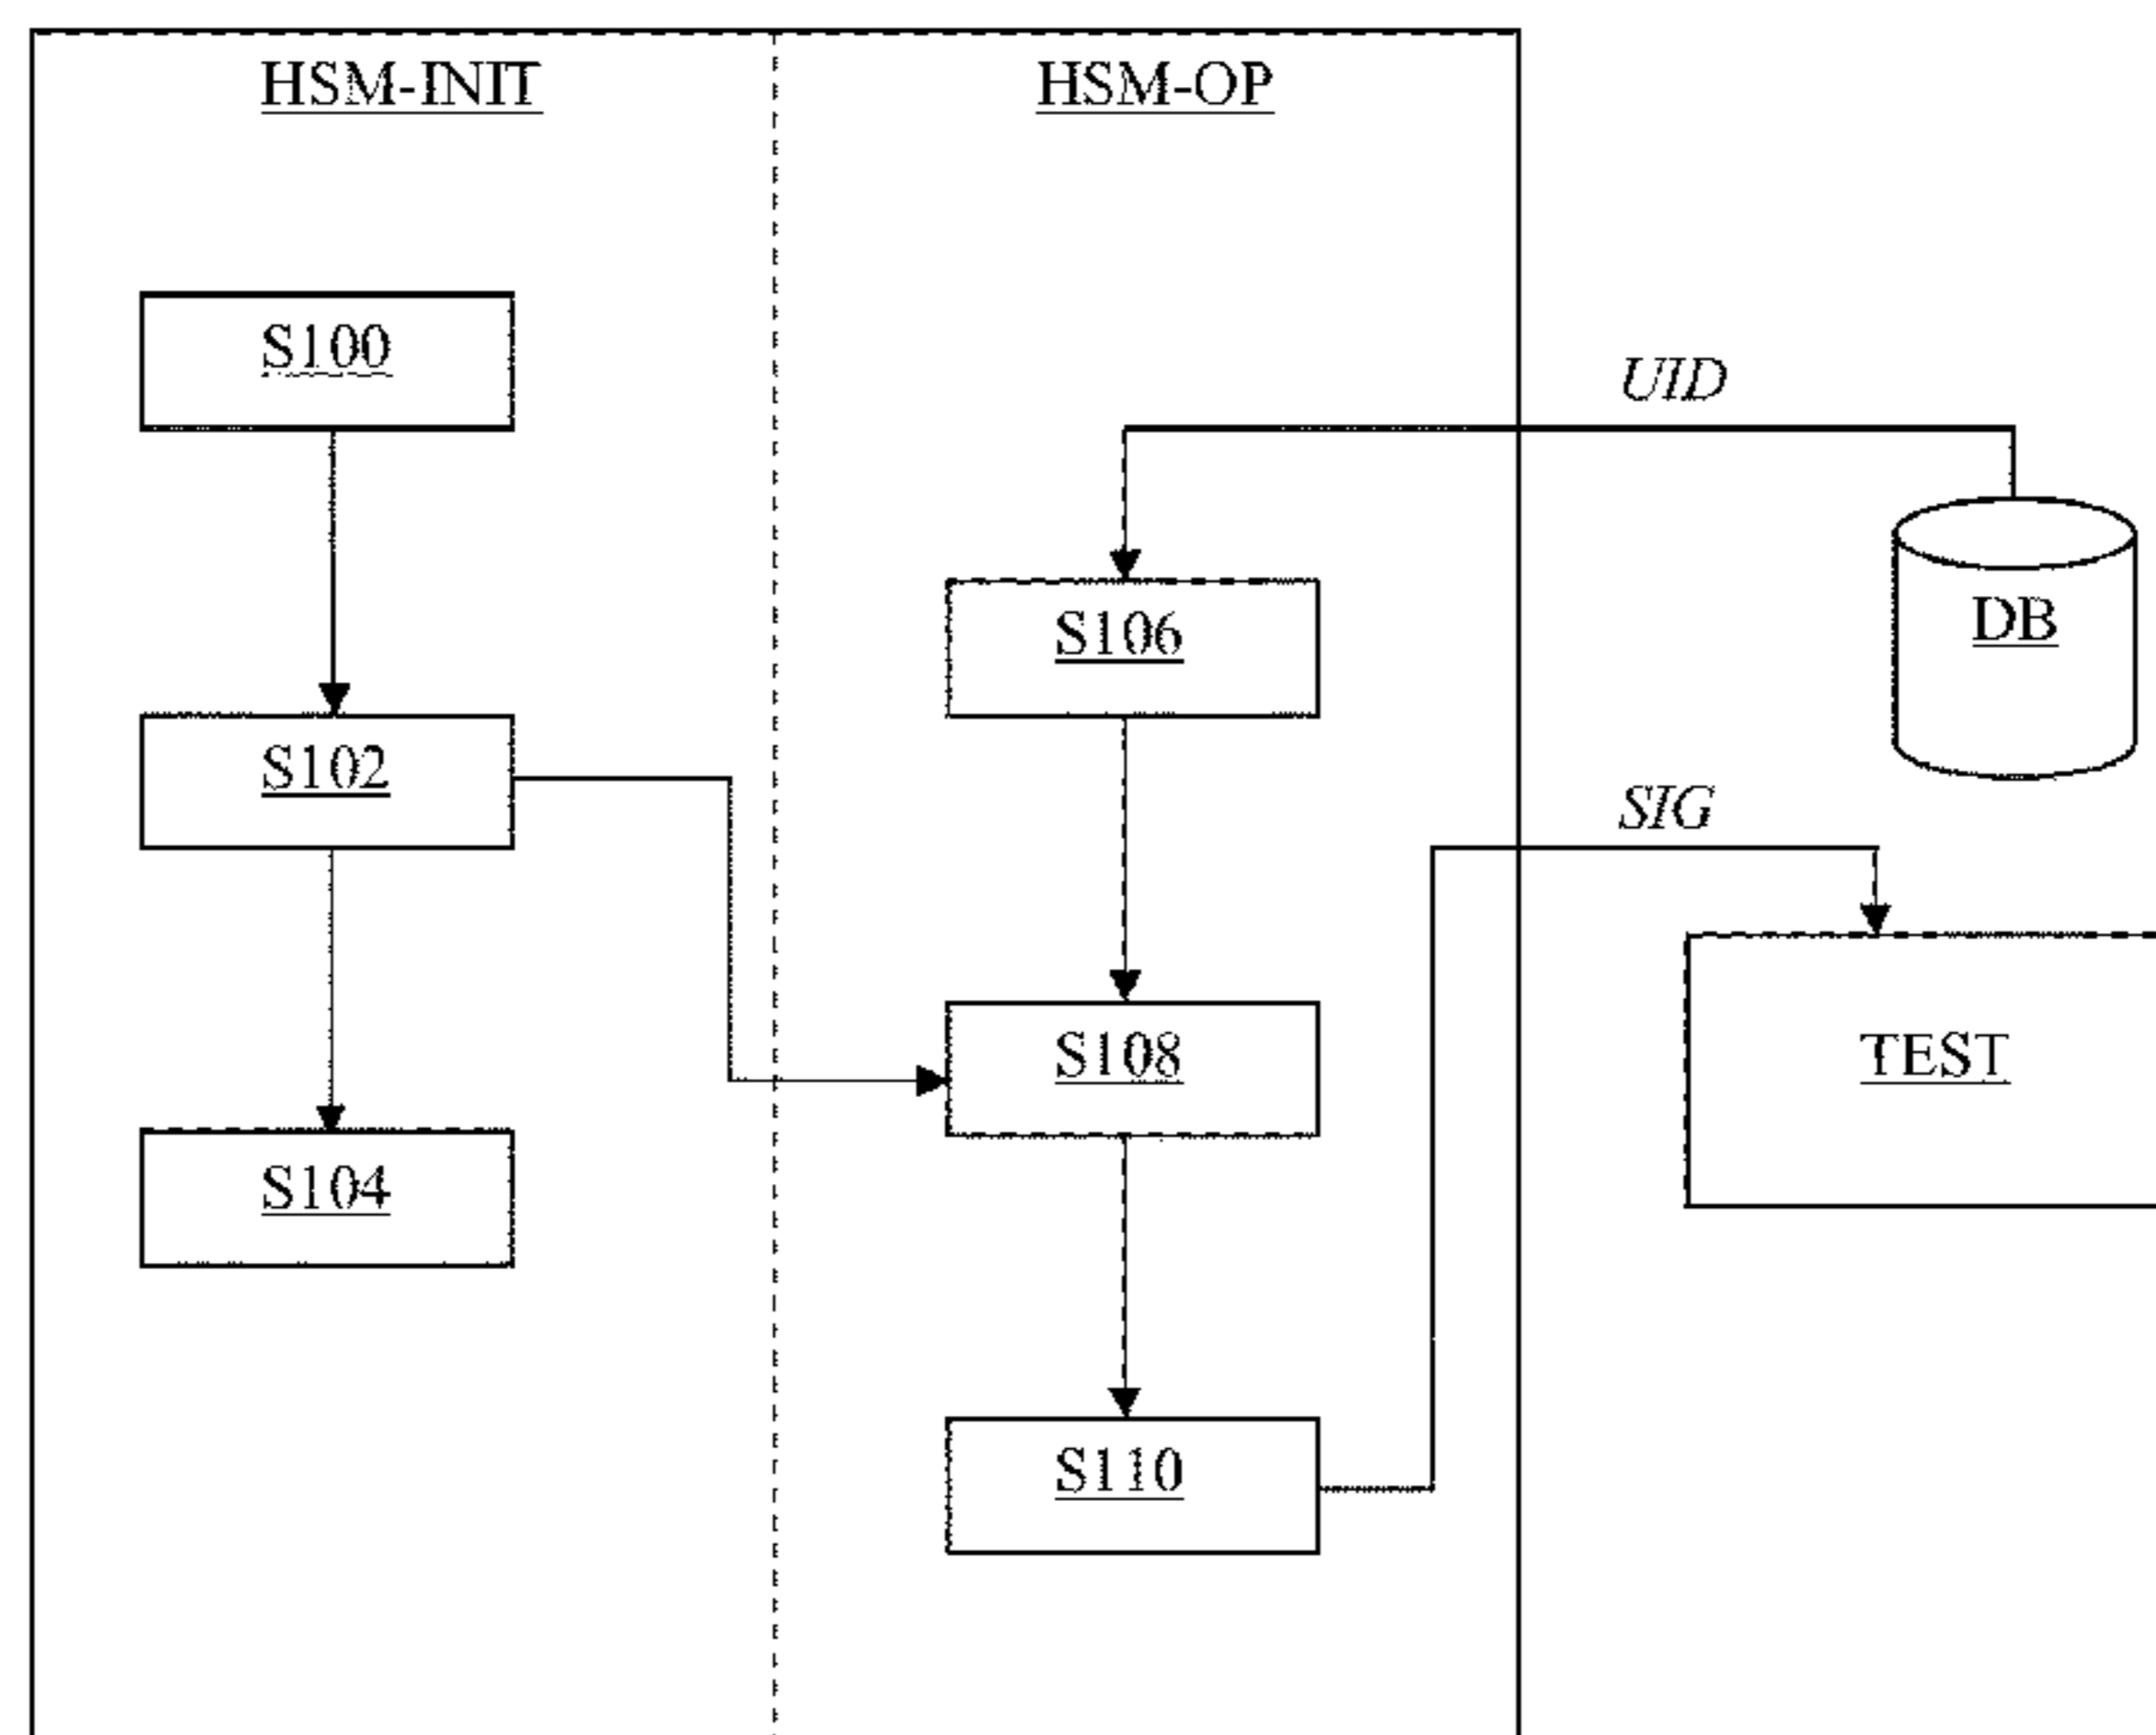 HSM-INIT
HSM-OP
S100
UID
S106
DB
S102
SIG
S108
TEST
S104
S110